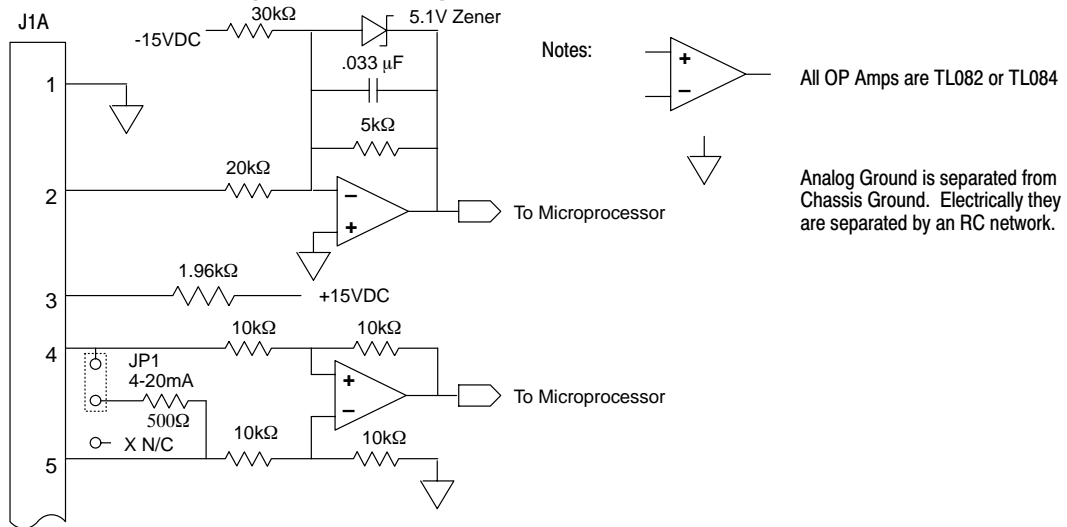 J1A
30kΩ
5.1V Zener
-15VDC
.033 µF
5kΩ
1
20kΩ
2
To Microprocessor
1.96kΩ
3
+15VDC
10kΩ
10kΩ
4
JP1
4-20mA
500Ω
To Microprocessor
X N/C
10kΩ
10kΩ
5
Notes:
All OP Amps are TL082 or TL084
Analog Ground is separated from
Chassis Ground. Electrically they
are separated by an RC network.